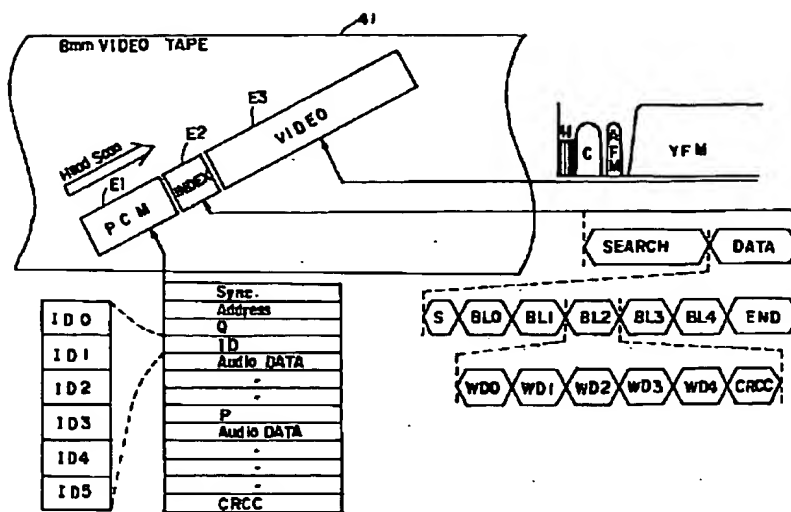 41
8mm VIDEO TAPE
E3
VIDEO
E2
INDEX
Head Scan
E1
PCM
C
AFM
YFM
SEARCH
DATA
S
BL0
BL1
BL2
BL3
BL4
END
WD0
WD1
WD2
WD3
WD4
CRCC
Sync.
Address
Q
ID
Audio DATA
"
"
P
Audio DATA
"
"
"
CRCC
ID0
ID1
ID2
ID3
ID4
ID5